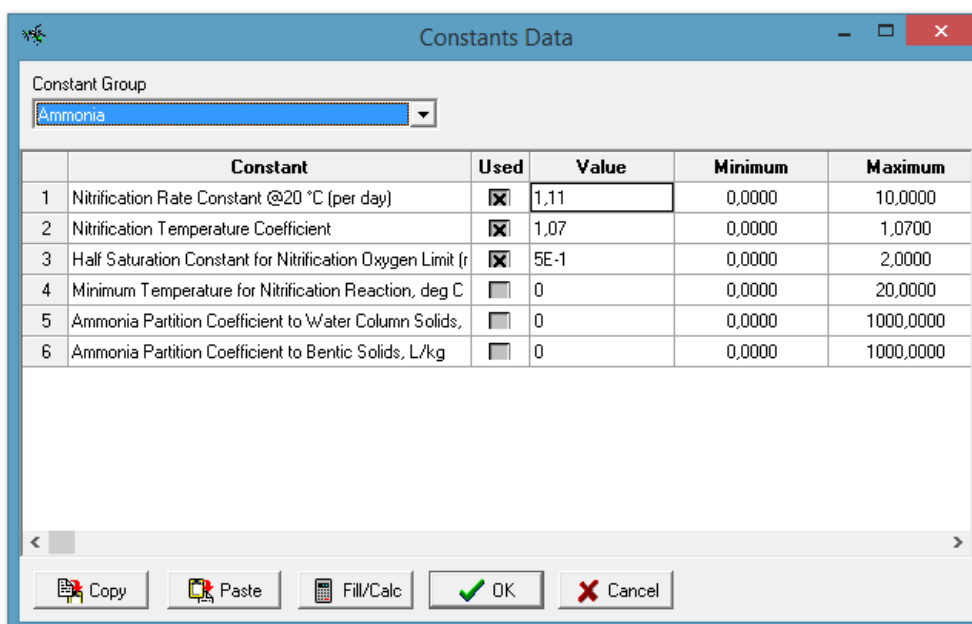 Constants Data
Constant Group
Ammonia
Constant Used Value Minimum Maximum
1 Nitrification Rate Constant @20 °C (per day) 1,11 0,0000 10,0000
2 Nitrification Temperature Coefficient 1,07 0,0000 1,0700
3 Half Saturation Constant for Nitrification Oxygen Limit (r 5E-1 0,0000 2,0000
4 Minimum Temperature for Nitrification Reaction, deg C 0 0,0000 20,0000
5 Ammonia Partition Coefficient to Water Column Solids, 0 0,0000 1000,0000
6 Ammonia Partition Coefficient to Bentic Solids, L/kg 0 0,0000 1000,0000
Copy Paste Fill/Calc OK Cancel